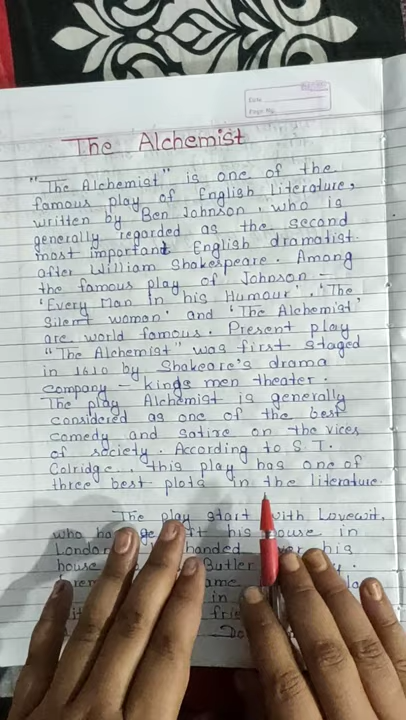 Date
Page No.
The Alchemist
"The Alchemist" is one of the
famous play of English Literature,
written by Ben Johnson, who is
generally regarded as the second
most important English dramatist
after William Shakespeare. Among
the famous play of Johnson -
'Every Man in his Humour', 'The
Silent woman' and 'The Alchemist'
are world famous. Present play
"The Alchemist" was first staged
in 1610 by Shakeare's drama
company - kings men theater.
The play Alchemist is generally
considered as one of the best
comedy and satire on the vices
of society. According to S.T.
Colridge, this play has one of
three best plots in the literature.
The play start with Lovewit,
who ha his house in
London handed his
house Butler
ame
in